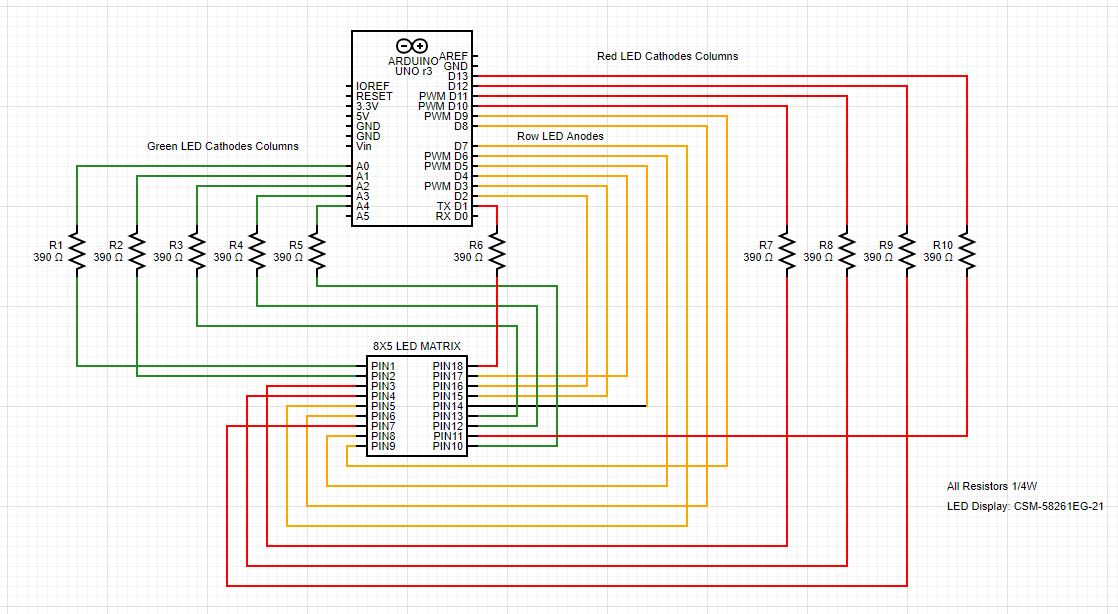 Red LED Cathodes Columns
ARDUINO
UNO r3
AREF
GND
D13
D12
PWM D11
PWM D10
PWM D9
D8
D7
PWM D6
PWM D5
D4
PWM D3
D2
TX D1
RX D0
IOREF
RESET
3.3V
5V
GND
GND
Vin
A0
A1
A2
A3
A4
A5
Row LED Anodes
Green LED Cathodes Columns
R1
390 Ω
R2
390 Ω
R3
390 Ω
R4
390 Ω
R5
390 Ω
R6
390 Ω
R7
390 Ω
R8
390 Ω
R9
390 Ω
R10
390 Ω
8X5 LED MATRIX
PIN1
PIN2
PIN3
PIN4
PIN5
PIN6
PIN7
PIN8
PIN9
PIN18
PIN17
PIN16
PIN15
PIN14
PIN13
PIN12
PIN11
PIN10
All Resistors 1/4W
LED Display: CSM-58261EG-21